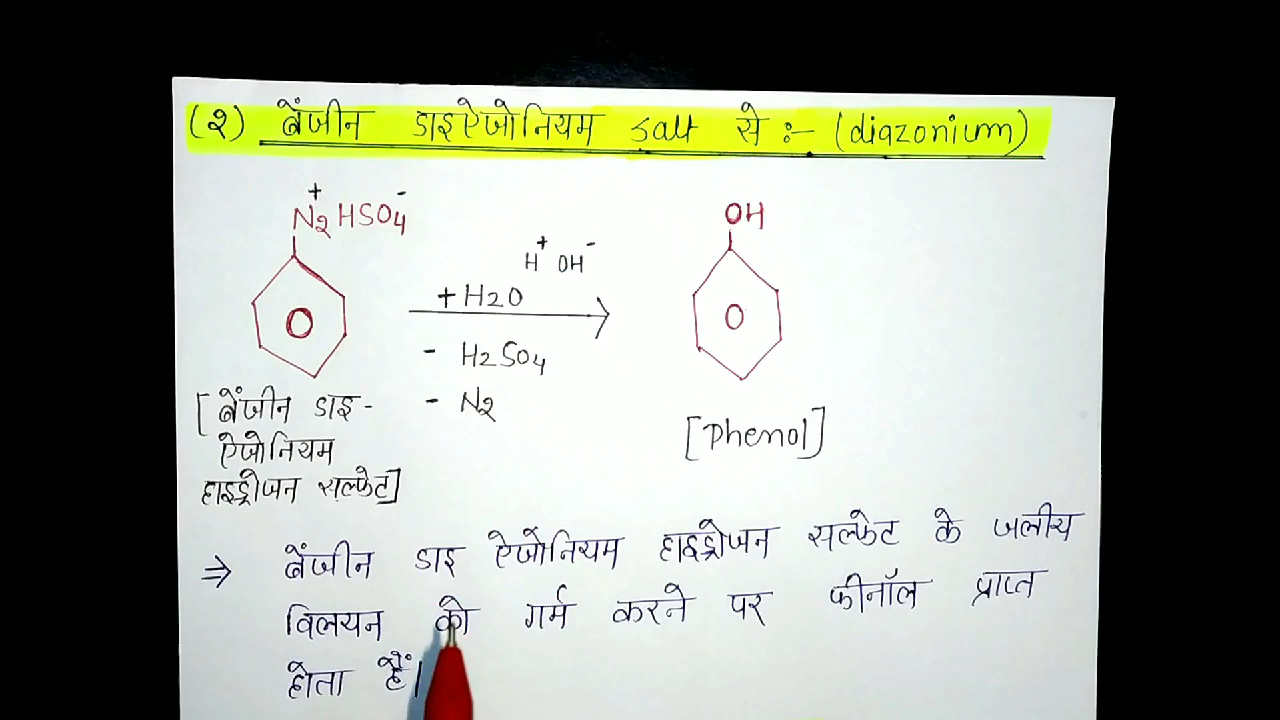 (२) बेंजीन डाइऐजोनियम salt से :- (diazonium)
N2⁺ HSO4⁻
OH
H⁺ OH⁻
+ H2O
- H2SO4
- N2
[बेंजीन डाइ-
ऐजोनियम
हाइड्रोजन सल्फेट]
[Phenol]
⇒ बेंजीन डाइ ऐजोनियम हाइड्रोजन सल्फेट के जलीय
विलयन को गर्म करने पर फीनॉल प्राप्त
होता हैं।